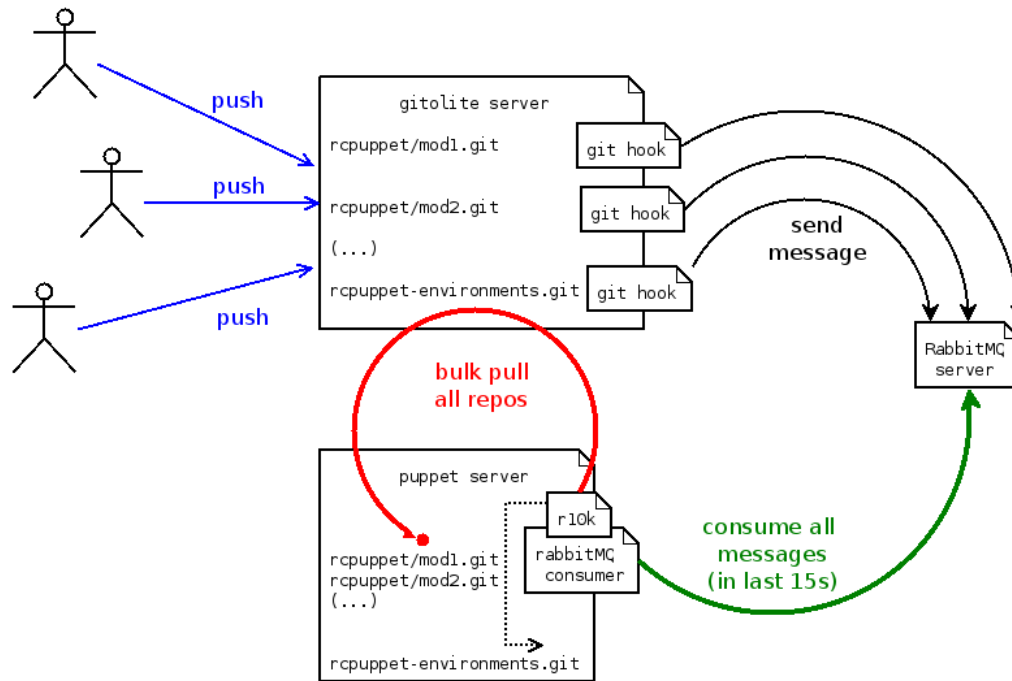 push
gitolite server
rcpuppet/mod1.git
git hook
push
rcpuppet/mod2.git
git hook
send
message
(...)
push
rcpuppet-environments.git
git hook
RabbitMQ
server
bulk pull
all repos
puppet server
r10k
rabbitMQ
consumer
rcpuppet/mod1.git
rcpuppet/mod2.git
(...)
rcpuppet-environments.git
consume all
messages
(in last 15s)